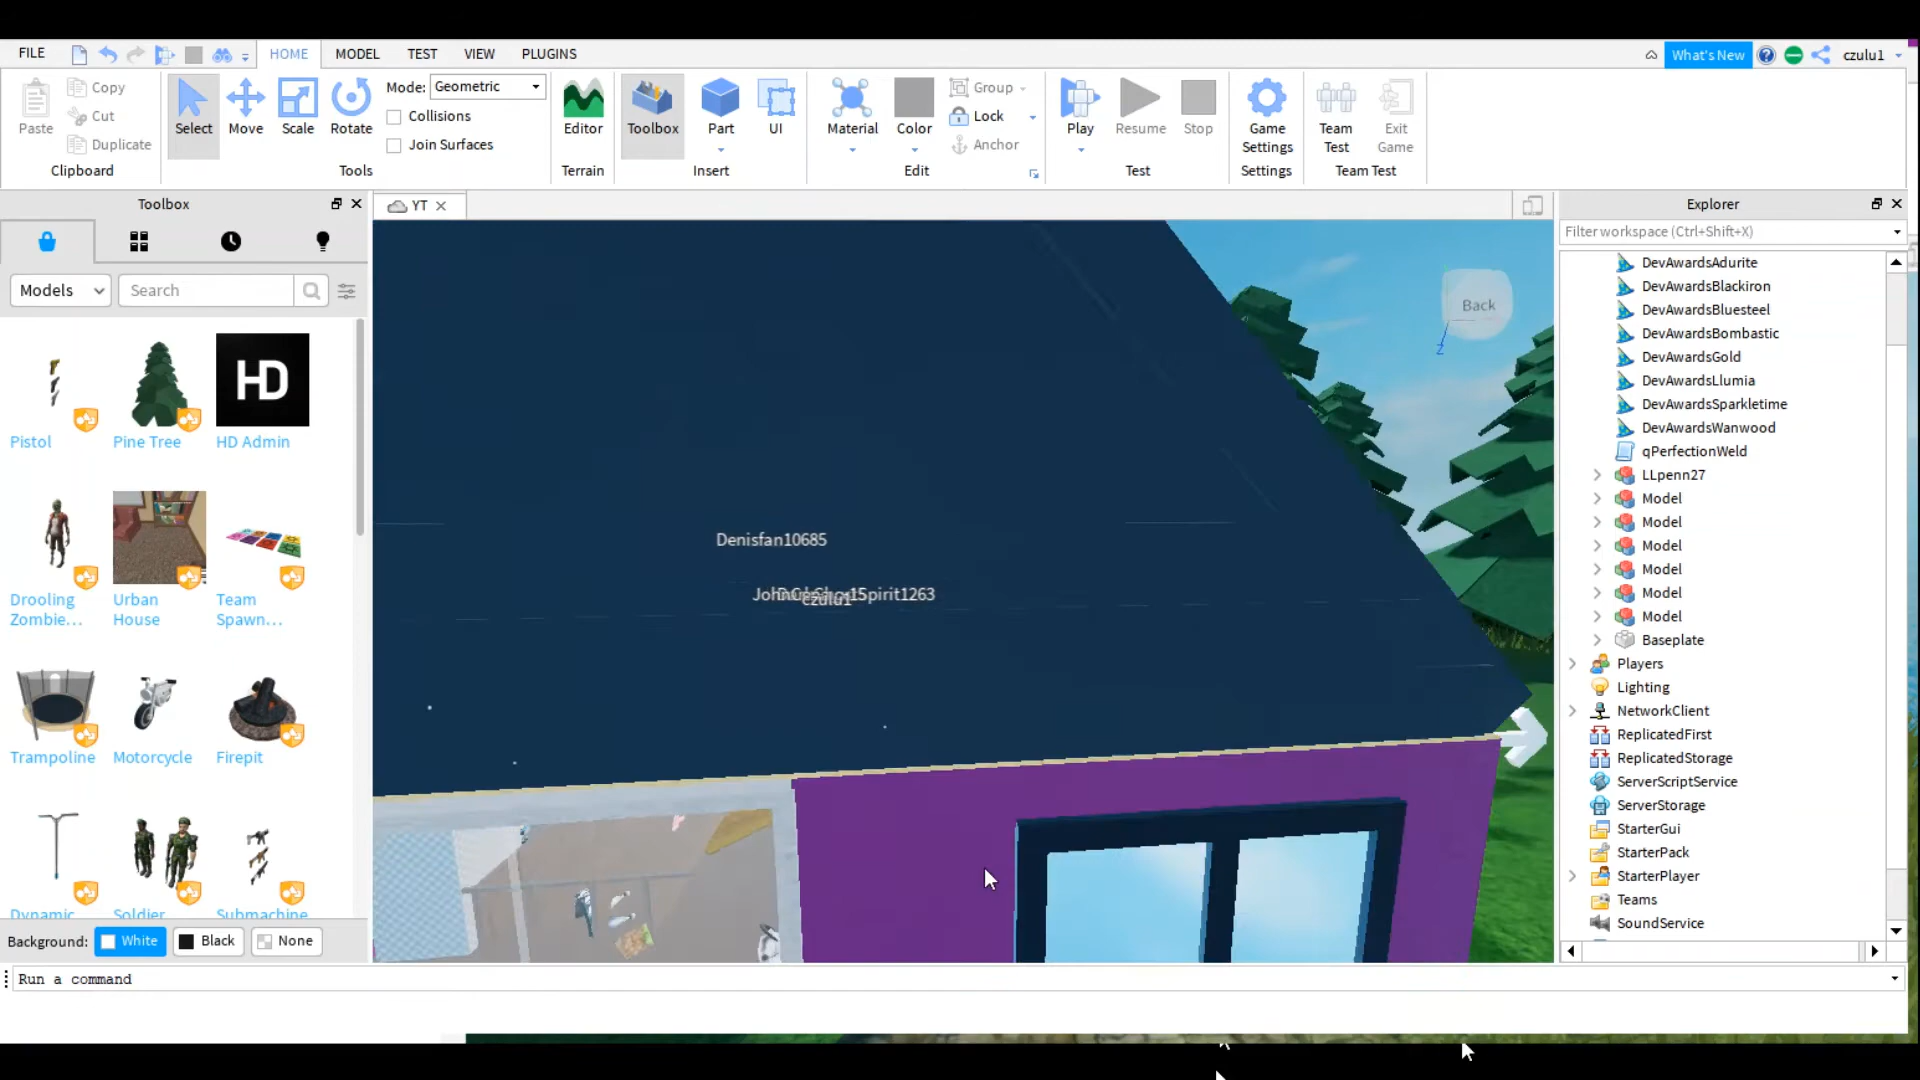 FILE
HOME
MODEL
TEST
VIEW
PLUGINS
What's New
czulu1
Paste
Copy
Cut
Duplicate
Clipboard
Select
Move
Scale
Rotate
Mode:
Geometric
Collisions
Join Surfaces
Tools
Editor
Terrain
Toolbox
Part
UI
Insert
Material
Color
Group
Lock
Anchor
Edit
Play
Resume
Stop
Test
Game
Settings
Settings
Team
Test
Exit
Game
Team Test
Toolbox
Models
Search
Pistol
Pine Tree
HD
HD Admin
Drooling
Zombie...
Urban
House
Team
Spawn...
Trampoline
Motorcycle
Firepit
Dynamic
Soldier
Submachine
Background:
White
Black
None
YT
Back
Z
Denisfan10685
czulu1
Explorer
Filter workspace (Ctrl+Shift+X)
DevAwardsAdurite
DevAwardsBlackiron
DevAwardsBluesteel
DevAwardsBombastic
DevAwardsGold
DevAwardsLlumia
DevAwardsSparkletime
DevAwardsWanwood
qPerfectionWeld
LLpenn27
Model
Model
Model
Model
Model
Model
Baseplate
Players
Lighting
NetworkClient
ReplicatedFirst
ReplicatedStorage
ServerScriptService
ServerStorage
StarterGui
StarterPack
StarterPlayer
Teams
SoundService
Run a command